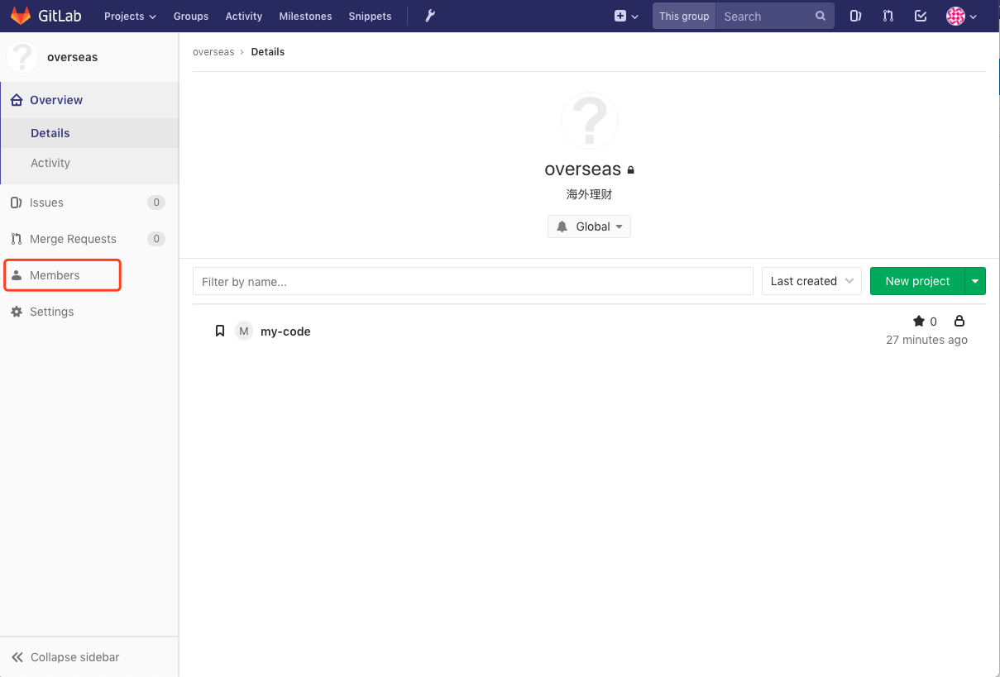 GitLab Projects Groups Activity Milestones Snippets This group Search
overseas
overseas › Details
Overview
Details
Activity
Issues 0
Merge Requests 0
Members
Settings
Collapse sidebar
overseas
海外理财
Global
Filter by name... Last created New project
M my-code 0
27 minutes ago